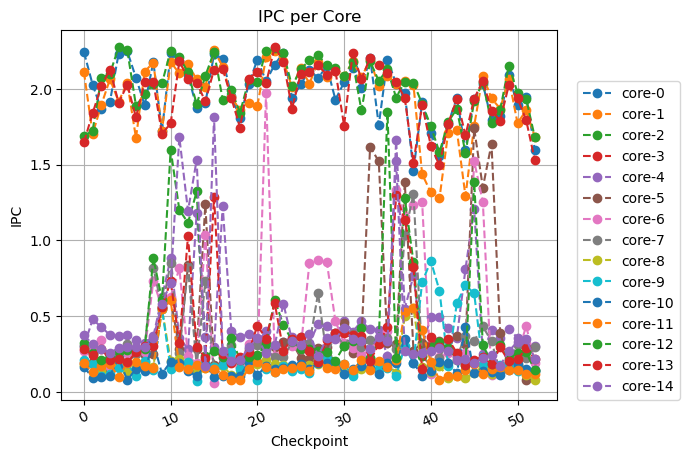 IPC per Core
IPC
2.0
1.5
1.0
0.5
0.0
0
10
20
30
40
50
Checkpoint
core-0
core-1
core-2
core-3
core-4
core-5
core-6
core-7
core-8
core-9
core-10
core-11
core-12
core-13
core-14